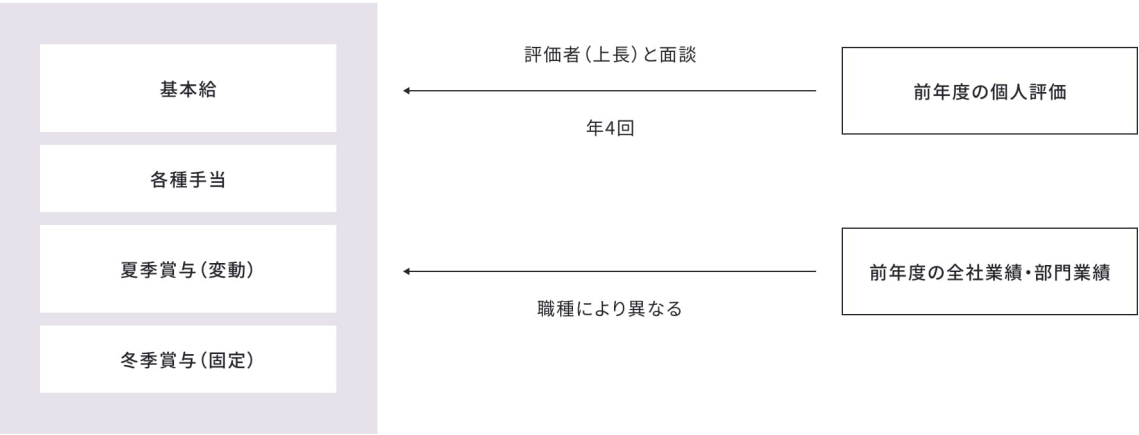 基本給
各種手当
夏季賞与（変動）
冬季賞与（固定）
評価者（上長）と面談
年4回
職種により異なる
前年度の個人評価
前年度の全社業績・部門業績